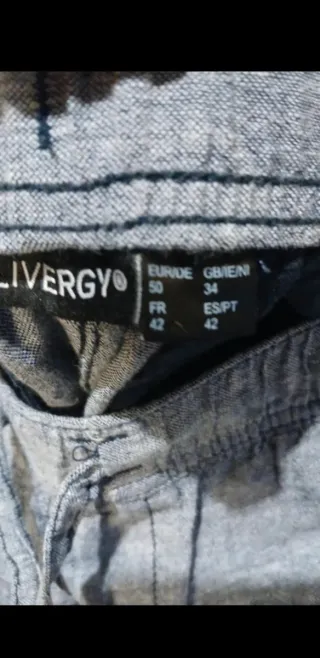 LIVERGY®
EUR/DE GB/IE/NI
50 34
FR ES/PT
42 42